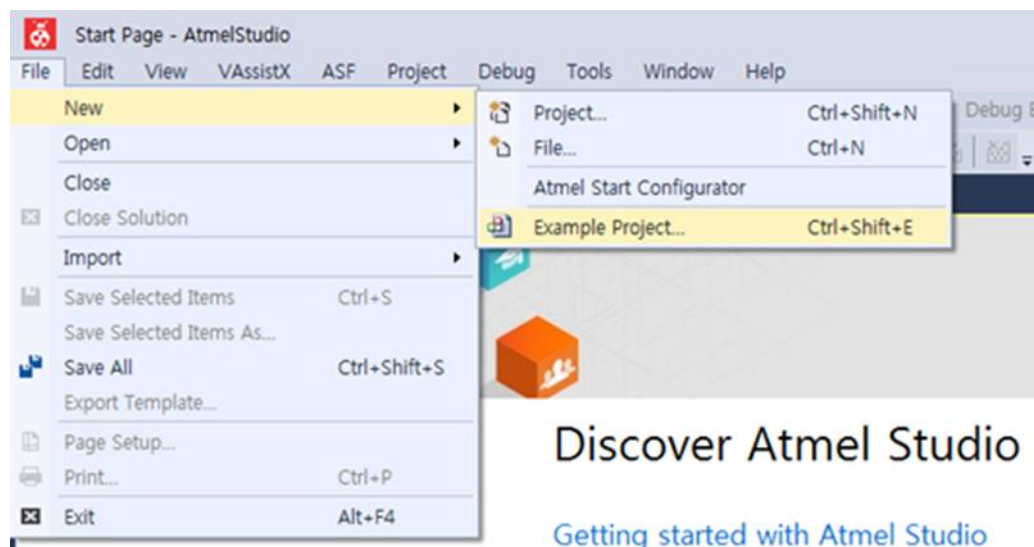 Start Page - AtmelStudio
File Edit View VAssistX ASF Project Debug Tools Window Help
New
Open
Close
Close Solution
Import
Save Selected Items Ctrl+S
Save Selected Items As...
Save All Ctrl+Shift+S
Export Template...
Page Setup...
Print... Ctrl+P
Exit Alt+F4
Project... Ctrl+Shift+N
File... Ctrl+N
Atmel Start Configurator
Example Project... Ctrl+Shift+E
Debug
Discover Atmel Studio
Getting started with Atmel Studio